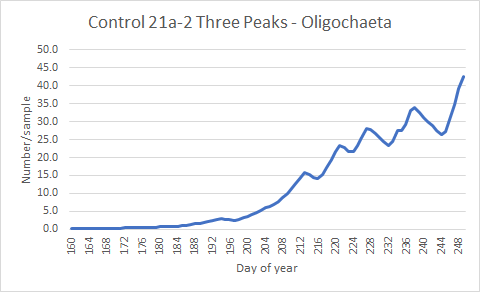 Control 21a-2 Three Peaks - Oligochaeta
50.0
45.0
40.0
35.0
30.0
25.0
20.0
15.0
10.0
5.0
0.0
Number/sample
160 164 168 172 176 180 184 188 192 196 200 204 208 212 216 220 224 228 232 236 240 244 248
Day of year